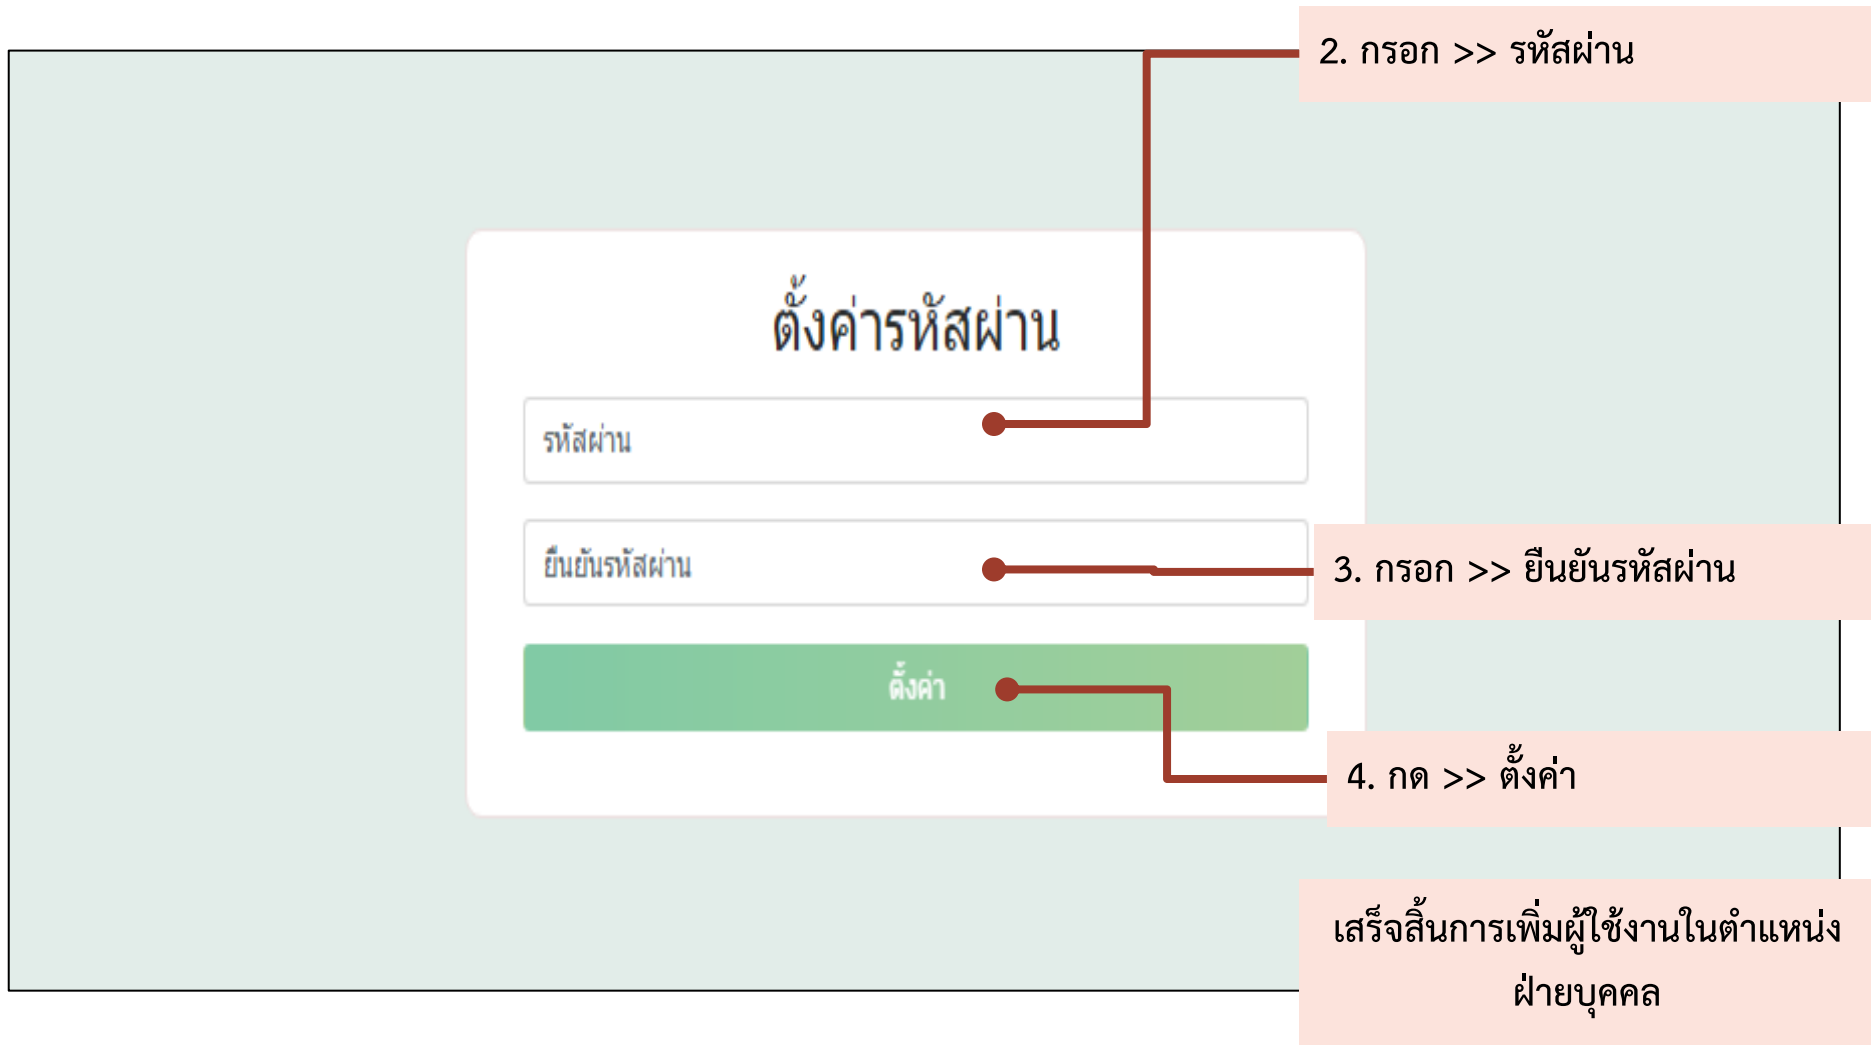 2. กรอก >> รหัสผ่าน
ตั้งค่ารหัสผ่าน
รหัสผ่าน
ยืนยันรหัสผ่าน
3. กรอก >> ยืนยันรหัสผ่าน
ตั้งค่า
4. กด >> ตั้งค่า
เสร็จสิ้นการเพิ่มผู้ใช้งานในตำแหน่ง
ฝ่ายบุคคล